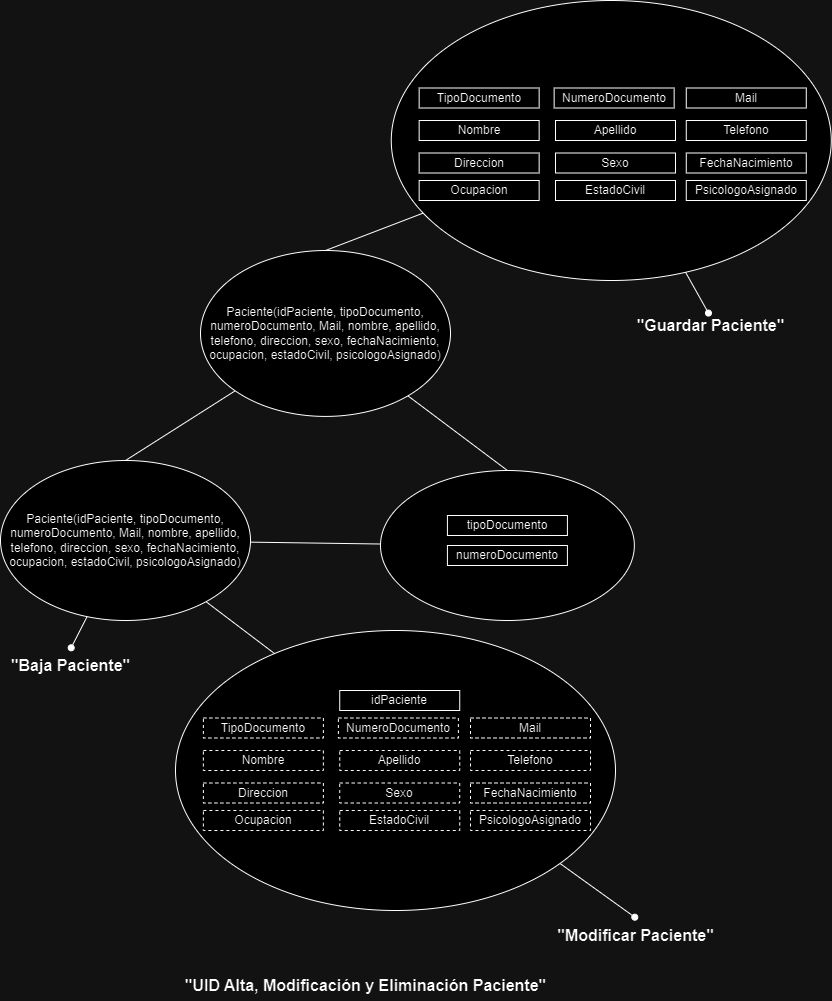 TipoDocumento NumeroDocumento Mail
Nombre Apellido Telefono
Direccion Sexo FechaNacimiento
Ocupacion EstadoCivil PsicologoAsignado
"Guardar Paciente"
Paciente(idPaciente, tipoDocumento,
numeroDocumento, Mail, nombre, apellido,
telefono, direccion, sexo, fechaNacimiento,
ocupacion, estadoCivil, psicologoAsignado)
Paciente(idPaciente, tipoDocumento,
numeroDocumento, Mail, nombre, apellido,
telefono, direccion, sexo, fechaNacimiento,
ocupacion, estadoCivil, psicologoAsignado)
tipoDocumento
numeroDocumento
"Baja Paciente"
idPaciente
TipoDocumento NumeroDocumento Mail
Nombre Apellido Telefono
Direccion Sexo FechaNacimiento
Ocupacion EstadoCivil PsicologoAsignado
"Modificar Paciente"
"UID Alta, Modificación y Eliminación Paciente"